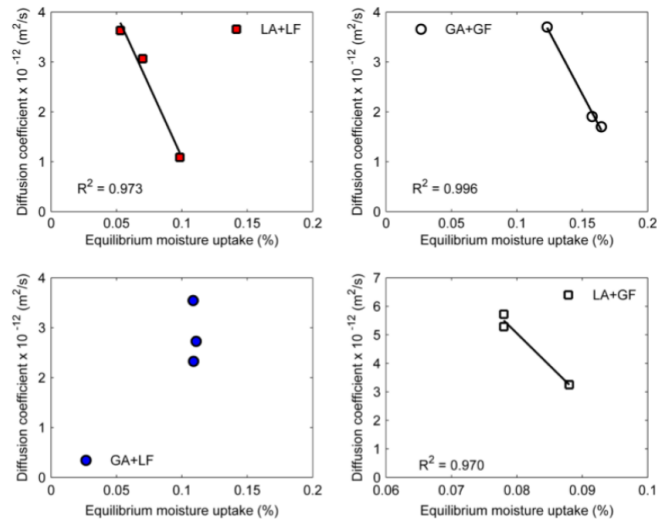 4
3
2
1
0
Diffusion coefficient x 10 -12 (m2/s)
LA+LF
R2 = 0.973
0 0.05 0.1 0.15 0.2
Equilibrium moisture uptake (%)
4
3
2
1
0
Diffusion coefficient x 10 -12 (m2/s)
GA+GF
R2 = 0.996
0 0.05 0.1 0.15 0.2
Equilibrium moisture uptake (%)
4
3
2
1
0
Diffusion coefficient x 10 -12 (m2/s)
GA+LF
0 0.05 0.1 0.15 0.2
Equilibrium moisture uptake (%)
7
6
5
4
3
2
1
0
Diffusion coefficient x 10 -12 (m2/s)
LA+GF
R2 = 0.970
0.06 0.07 0.08 0.09 0.1
Equilibrium moisture uptake (%)